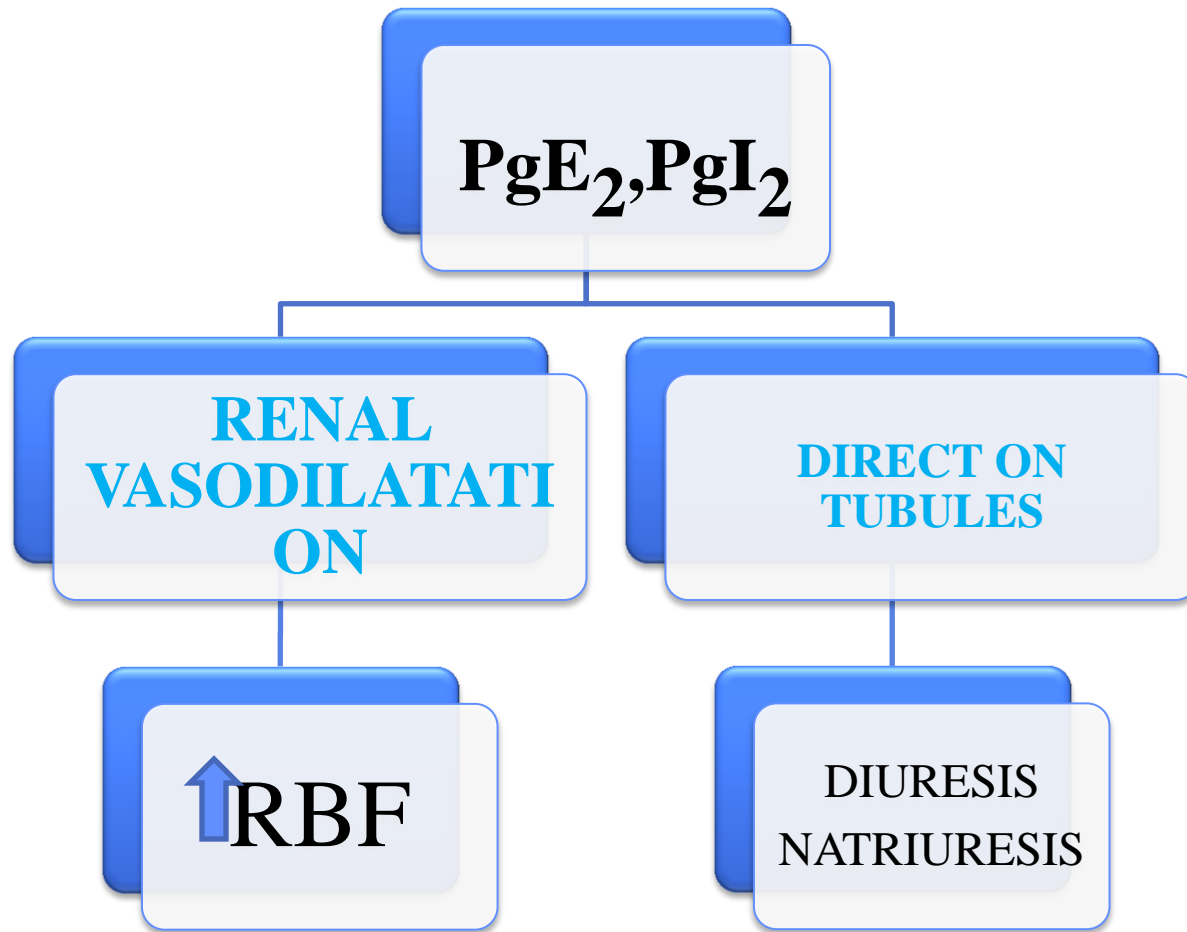 PgE₂,PgI₂
RENAL
VASODILATATI
ON
DIRECT ON
TUBULES
RBF
DIURESIS
NATRIURESIS